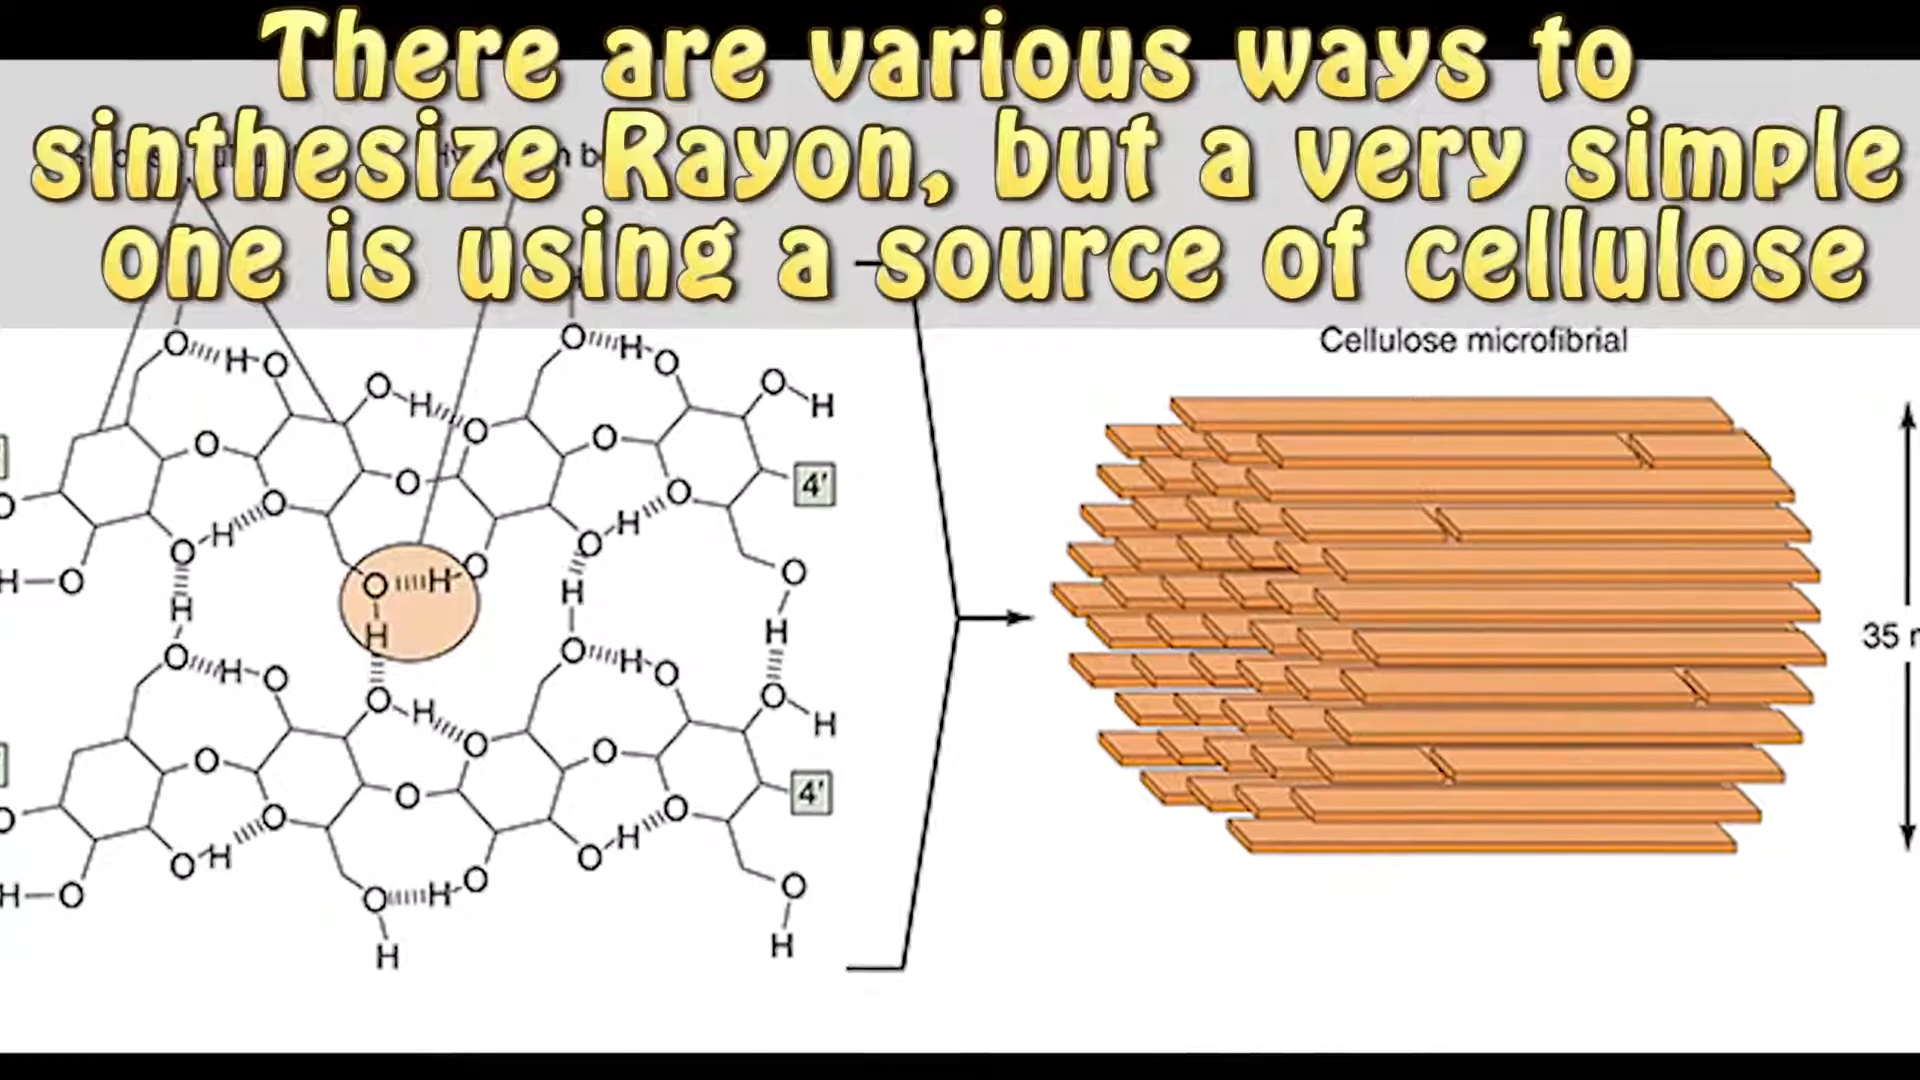 There are various ways to
sinthesize Rayon, but a very simple
one is using a source of cellulose
Cellulose microfibrial
4'
4'
35